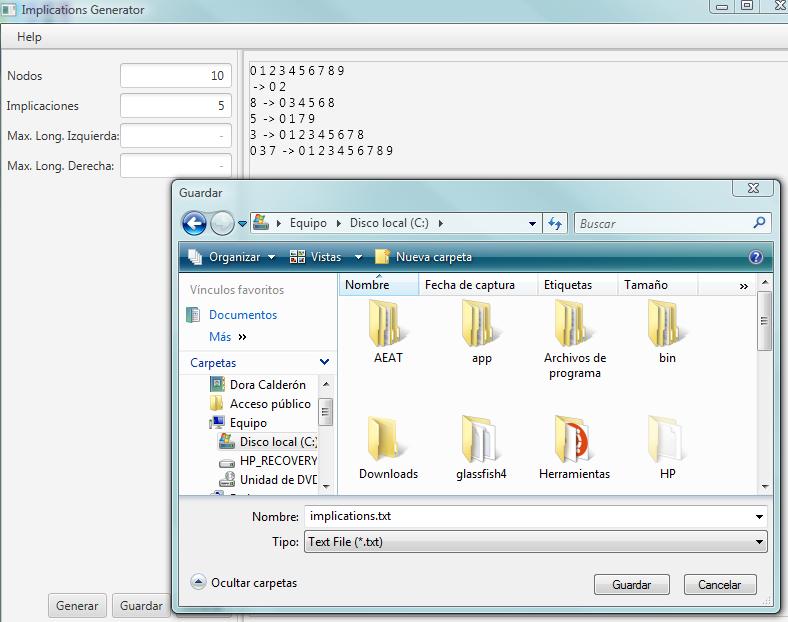 Implications Generator
Help
Nodos 10
Implicaciones 5
Max. Long. Izquierda: -
Max. Long. Derecha: -
0 1 2 3 4 5 6 7 8 9
-> 0 2
8 -> 0 3 4 5 6 8
5 -> 0 1 7 9
3 -> 0 1 2 3 4 5 6 7 8
0 3 7 -> 0 1 2 3 4 5 6 7 8 9
Guardar
Equipo Disco local (C:)
Buscar
Organizar Vistas Nueva carpeta
Vínculos favoritos
Documentos
Más »
Carpetas
Dora Calderón
Acceso público
Equipo
Disco local (C:)
HP_RECOVERY
Unidad de DVD
Nombre Fecha de captura Etiquetas Tamaño »
AEAT app Archivos de programa bin
Downloads glassfish4 Herramientas HP
Nombre: implications.txt
Tipo: Text File (*.txt)
Ocultar carpetas
Guardar Cancelar
Generar Guardar